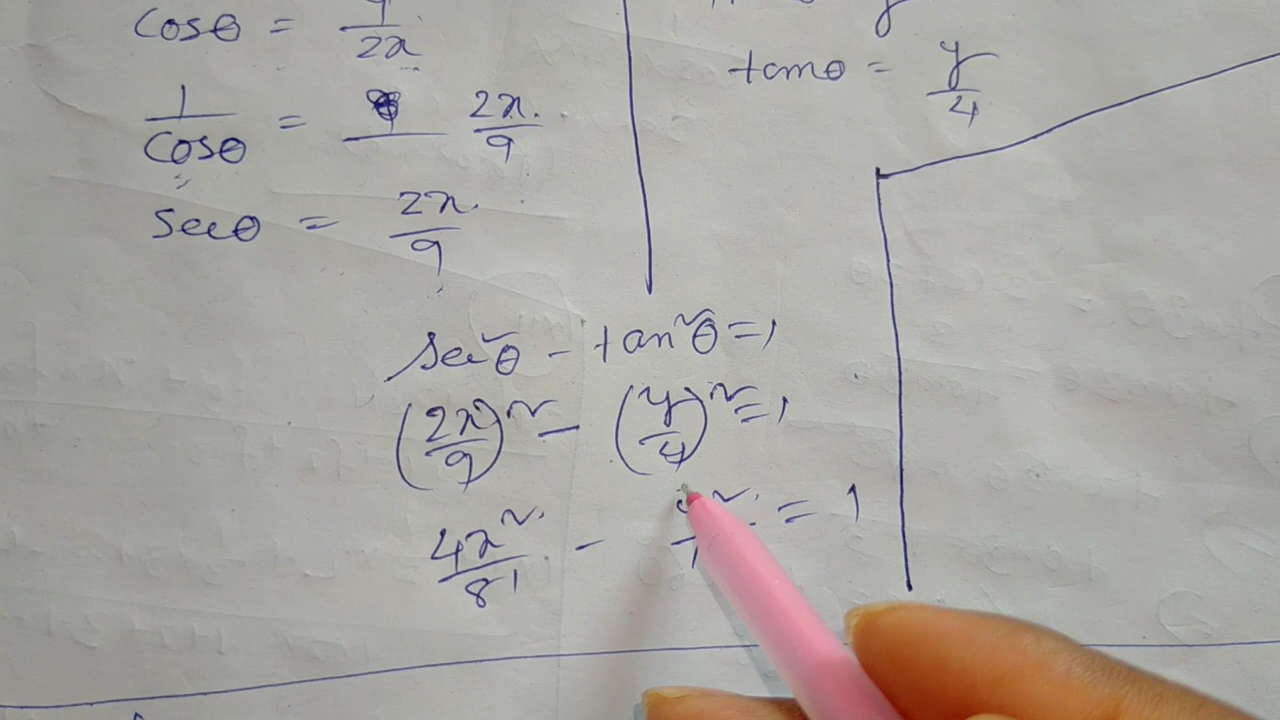 cosθ = 9/2x
1/cosθ = 2x/9
secθ = 2x/9
tanθ = y/4
sec²θ - tan²θ = 1
(2x/9)² - (y/4)² = 1
4x²/81 - = 1